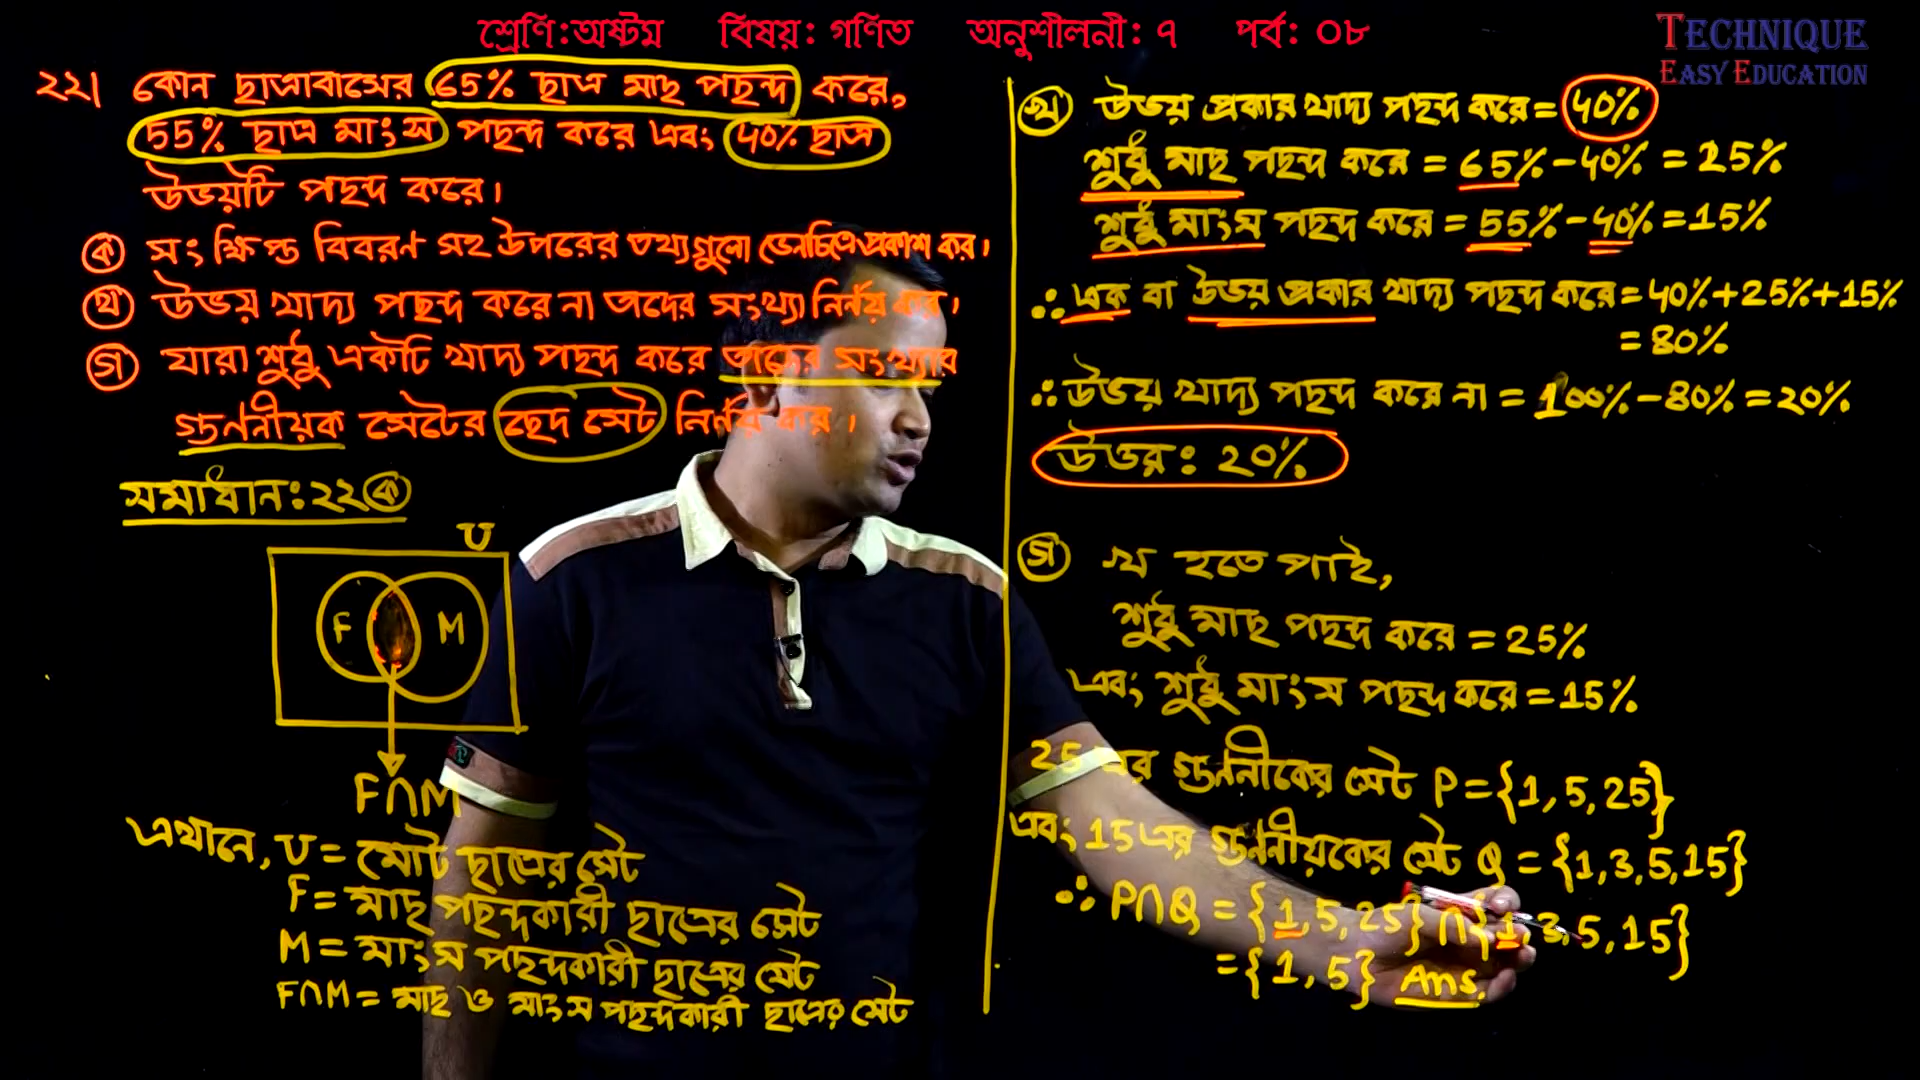 শ্রেণি:অষ্টম বিষয়: গণিত অনুশীলনী: ৭ পর্ব: ০৮
TECHNIQUE
EASY EDUCATION
২২। কোন ছাত্রাবাসের 65% ছাত্র মাছ পছন্দ করে,
55% ছাত্র মাংস পছন্দ করে এবং 40% ছাত্র
উভয়টি পছন্দ করে।
ক সংক্ষিপ্ত বিবরণ সহ উপরের তথ্যগুলো ভেনচিত্রে প্রকাশ কর।
খ উভয় খাদ্য পছন্দ করে না তাদের সংখ্যা নির্নয় কর।
গ যারা শুধু একটি খাদ্য পছন্দ করে তাদের সংখ্যার
গুণনীয়ক সেটের ছেদ সেট নির্ণয় কর।
সমাধান: ২২ ক
U
F M
F∩M
এখানে, U = মোট ছাত্রের সেট
F = মাছ পছন্দকারী ছাত্রের সেট
M = মাংস পছন্দকারী ছাত্রের সেট
F∩M = মাছ ও মাংস পছন্দকারী ছাত্রের সেট
খ উভয় প্রকার খাদ্য পছন্দ করে = 40%
শুধু মাছ পছন্দ করে = 65% - 40% = 25%
শুধু মাংস পছন্দ করে = 55% - 40% = 15%
∴ এক বা উভয় প্রকার খাদ্য পছন্দ করে = 40% + 25% + 15%
= 80%
∴ উভয় খাদ্য পছন্দ করে না = 100% - 80% = 20%
উত্তর: 20%
গ খ হতে পাই,
শুধু মাছ পছন্দ করে = 25%
এবং শুধু মাংস পছন্দ করে = 15%
25 এর গুণনীকের সেট P = {1, 5, 25}
এবং 15 এর গুণনীয়কের সেট Q = {1, 3, 5, 15}
∴ P∩Q = {1, 5, 25} ∩ {1, 3, 5, 15}
= {1, 5} Ans.